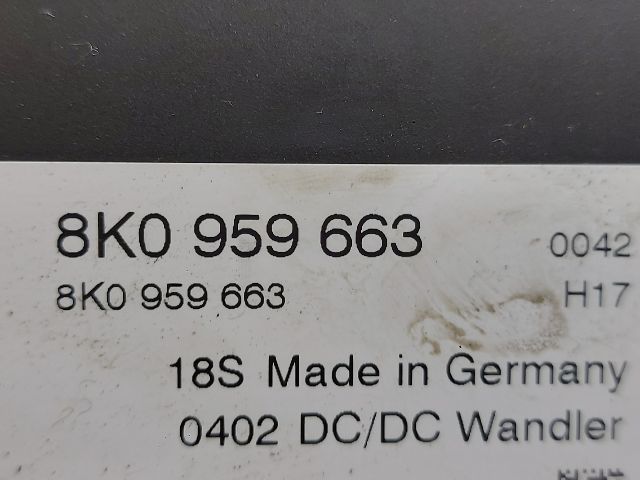 8K0 959 663 0042
8K0 959 663 H17
18S Made in Germany
0402 DC/DC Wandler